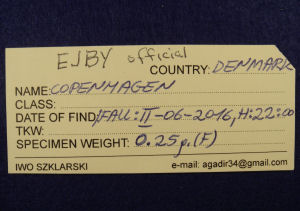 EJBY official
COUNTRY: DENMARK
NAME: COPENHAGEN
CLASS:
DATE OF FIND/FALL: II-06-2016, H:22:00
TKW:
SPECIMEN WEIGHT: 0.25g. (F)
IWO SZKLARSKI e-mail: agadir34@gmail.com